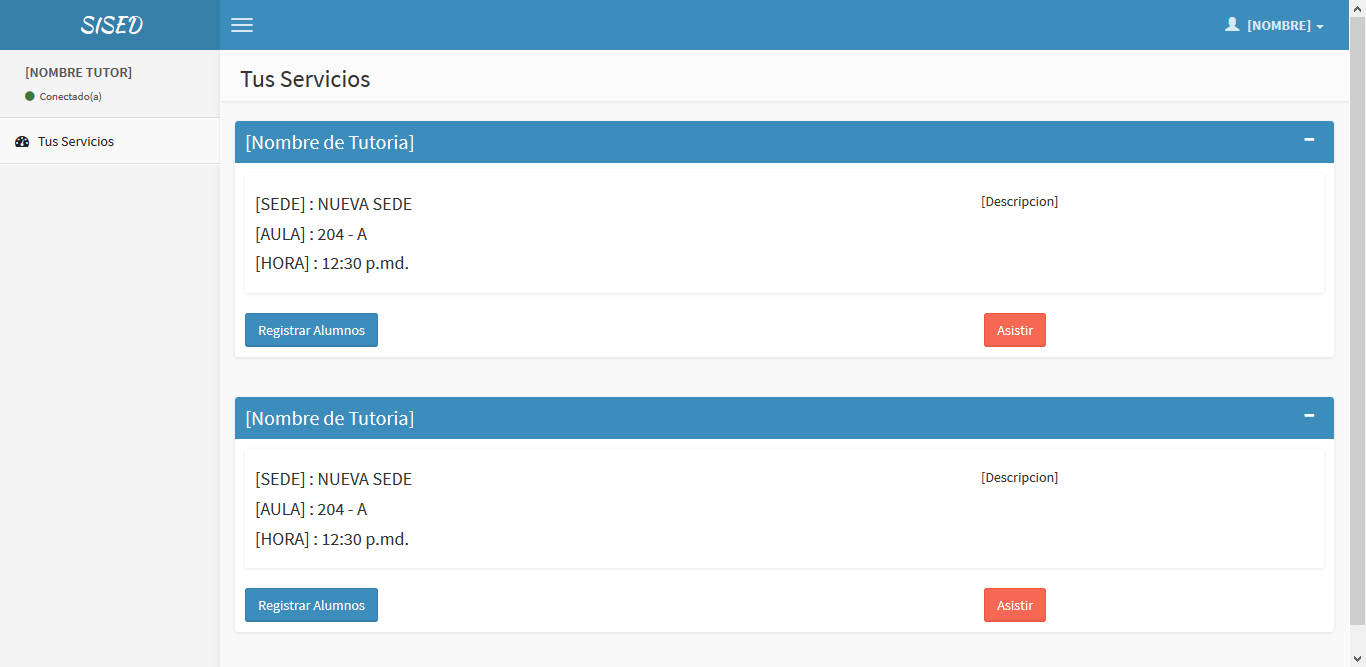 SISED
[NOMBRE]
[NOMBRE TUTOR]
Conectado(a)
Tus Servicios
Tus Servicios
[Nombre de Tutoria]
[SEDE] : NUEVA SEDE
[Descripcion]
[AULA] : 204 - A
[HORA] : 12:30 p.md.
Registrar Alumnos
Asistir
[Nombre de Tutoria]
[SEDE] : NUEVA SEDE
[Descripcion]
[AULA] : 204 - A
[HORA] : 12:30 p.md.
Registrar Alumnos
Asistir